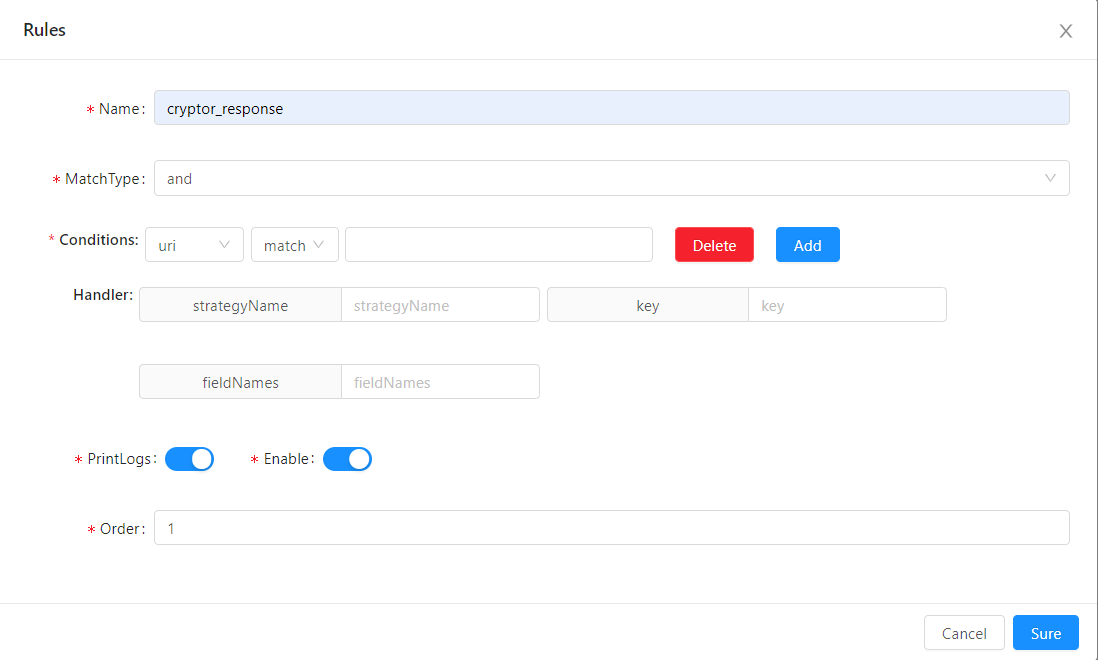 Rules
* Name: cryptor_response
* MatchType: and
* Conditions: uri match Delete Add
Handler: strategyName strategyName key key
fieldNames fieldNames
* PrintLogs: * Enable:
* Order: 1
Cancel Sure